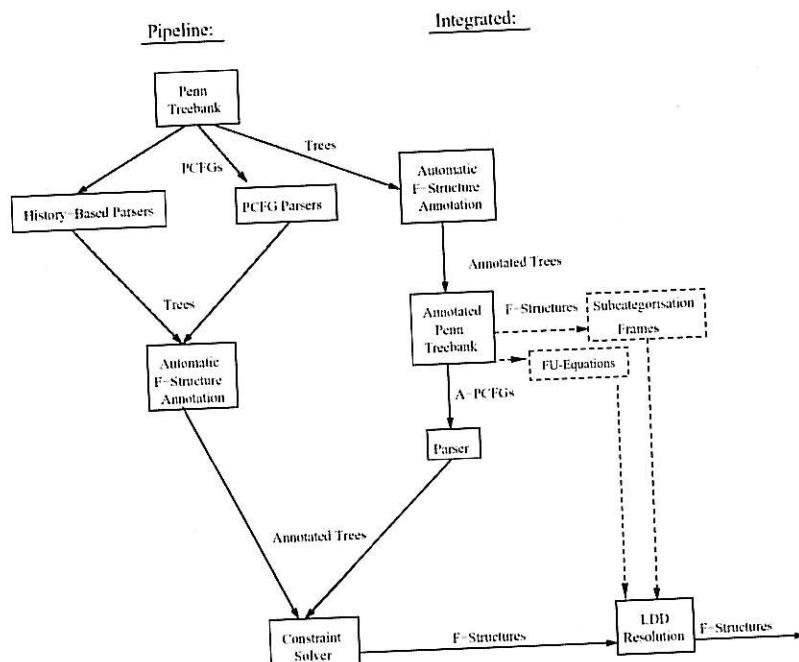 Pipeline:
Integrated:
Penn
Treebank
Trees
PCFGs
Automatic
F-Structure
Annotation
History-Based Parsers
PCFG Parsers
Annotated Trees
Trees
Annotated
Penn
Treebank
F-Structures
Subcategorisation
Frames
FU-Equations
Automatic
F-Structure
Annotation
A-PCFGs
Parser
Annotated Trees
Constraint
Solver
F-Structures
LDD
Resolution
F-Structures